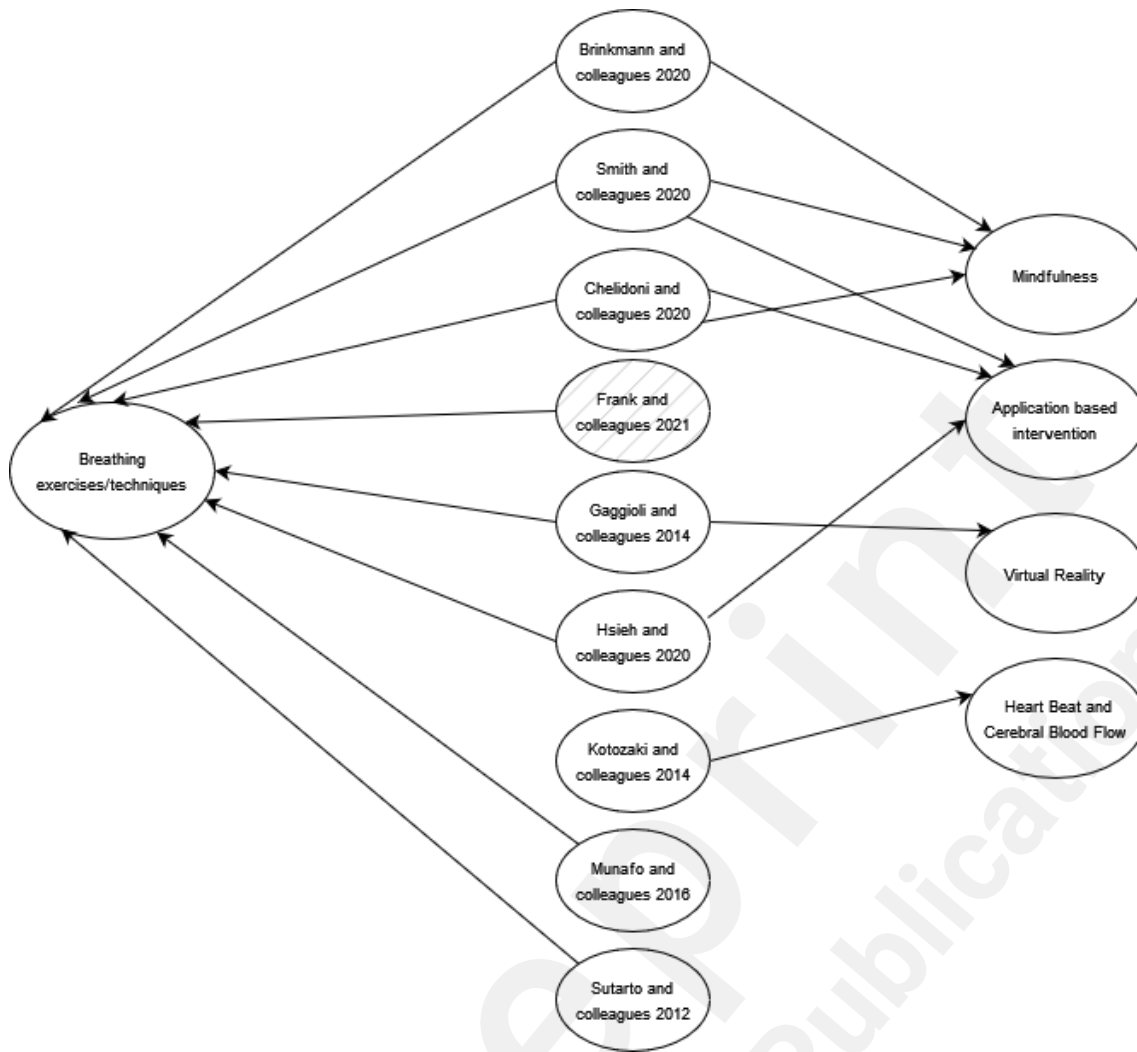 Brinkmann and
colleagues 2020
Smith and
colleagues 2020
Chelidoni and
colleagues 2020
Frank and
colleagues 2021
Gaggioli and
colleagues 2014
Hsieh and
colleagues 2020
Kotozaki and
colleagues 2014
Munafo and
colleagues 2016
Sutarto and
colleagues 2012
Breathing
exercises/techniques
Mindfulness
Application based
intervention
Virtual Reality
Heart Beat and
Cerebral Blood Flow
eprint
Publication